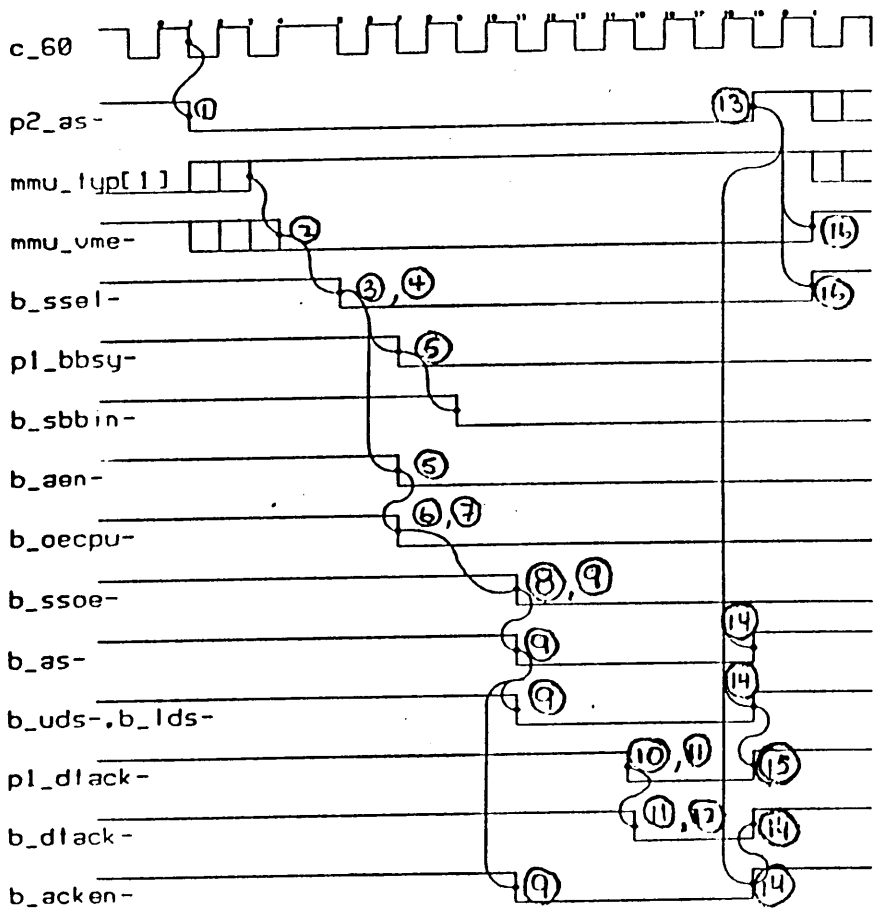 c_60
p2_as- ① ⑬
mmu_typ[1]
mmu_vme- ② ⑯
b_ssel- ③,④ ⑯
p1_bbsy- ⑤
b_sbbin-
b_aen- ⑤
b_oecpu- ⑥,⑦
b_ssoe- ⑧,⑨
b_as- ⑨ ⑭
b_uds-,b_lds- ⑨ ⑭
p1_dtack- ⑩,⑪ ⑮
b_dtack- ⑪,⑫ ⑭
b_acken- ⑨ ⑭